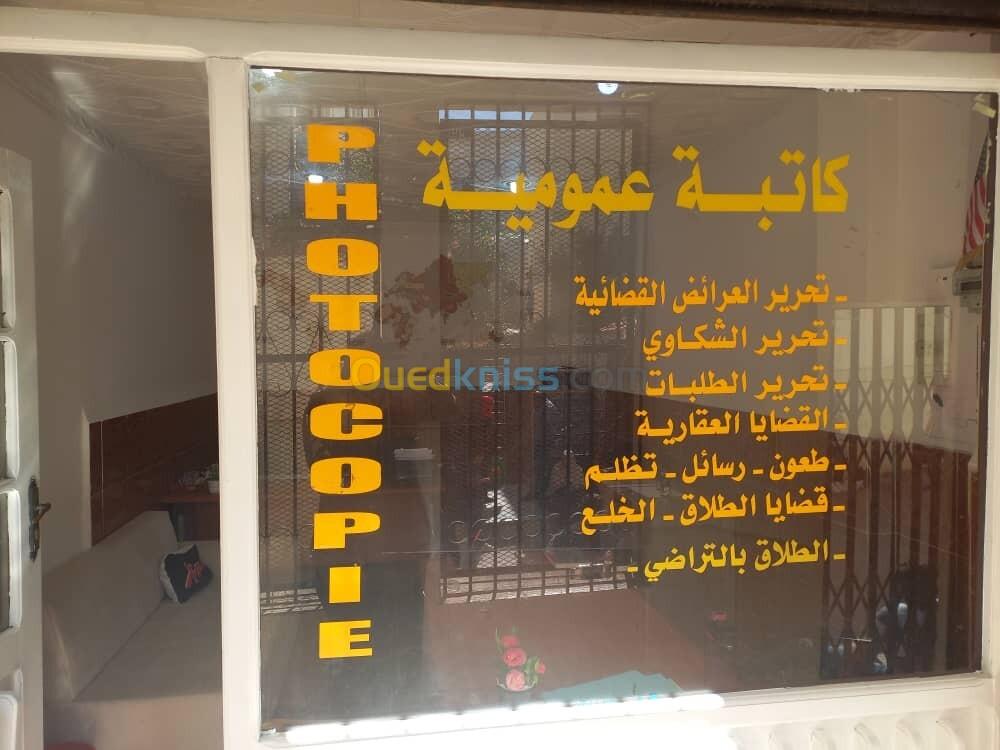 كاتبة عمومية
PHOTOCOPIE
- تحرير العرائض القضائية
- تحرير الشكاوي
- تحرير الطلبات
- القضايا العقارية
- طعون - رسائل - تظلم
- قضايا الطلاق - الخلع
- الطلاق بالتراضي -
Ouedkniss.com